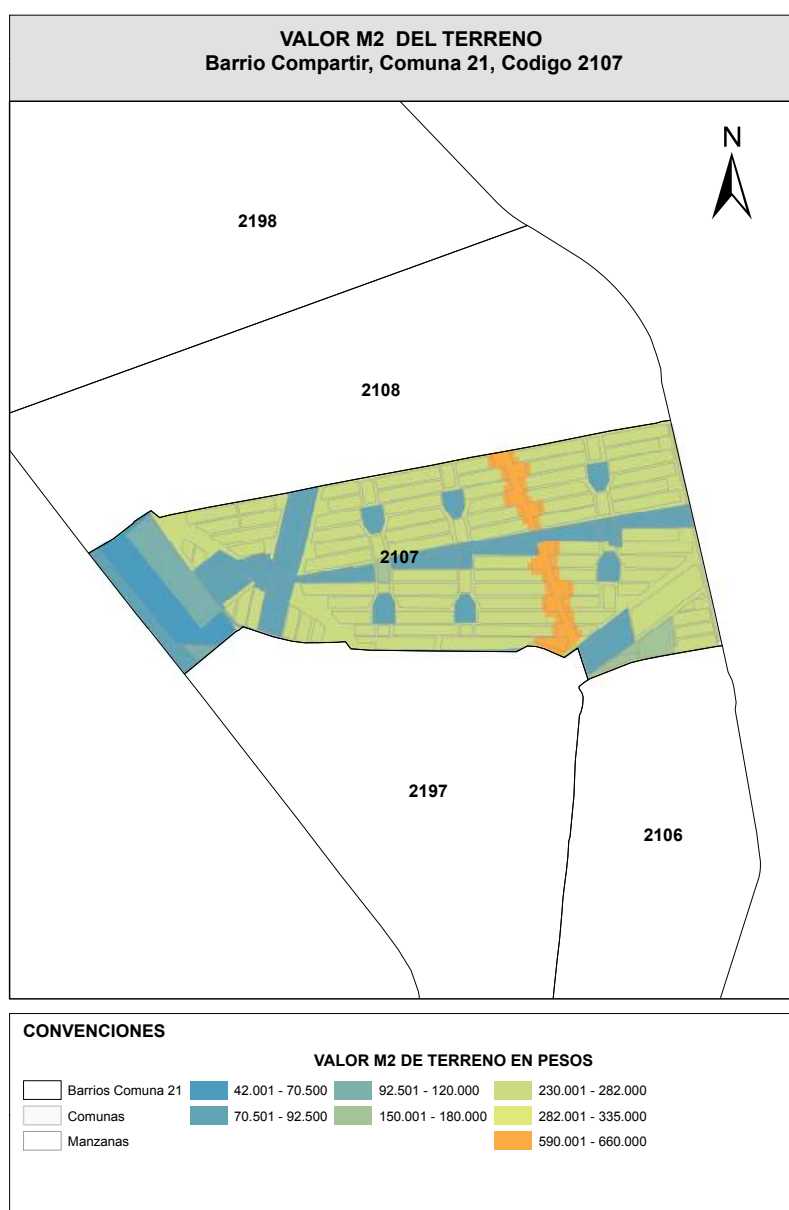 VALOR M2 DEL TERRENO
Barrio Compartir, Comuna 21, Codigo 2107
N
2198
2108
2107
2197
2106
CONVENCIONES
VALOR M2 DE TERRENO EN PESOS
Barrios Comuna 21 42.001 - 70.500 92.501 - 120.000 230.001 - 282.000
Comunas 70.501 - 92.500 150.001 - 180.000 282.001 - 335.000
Manzanas 590.001 - 660.000